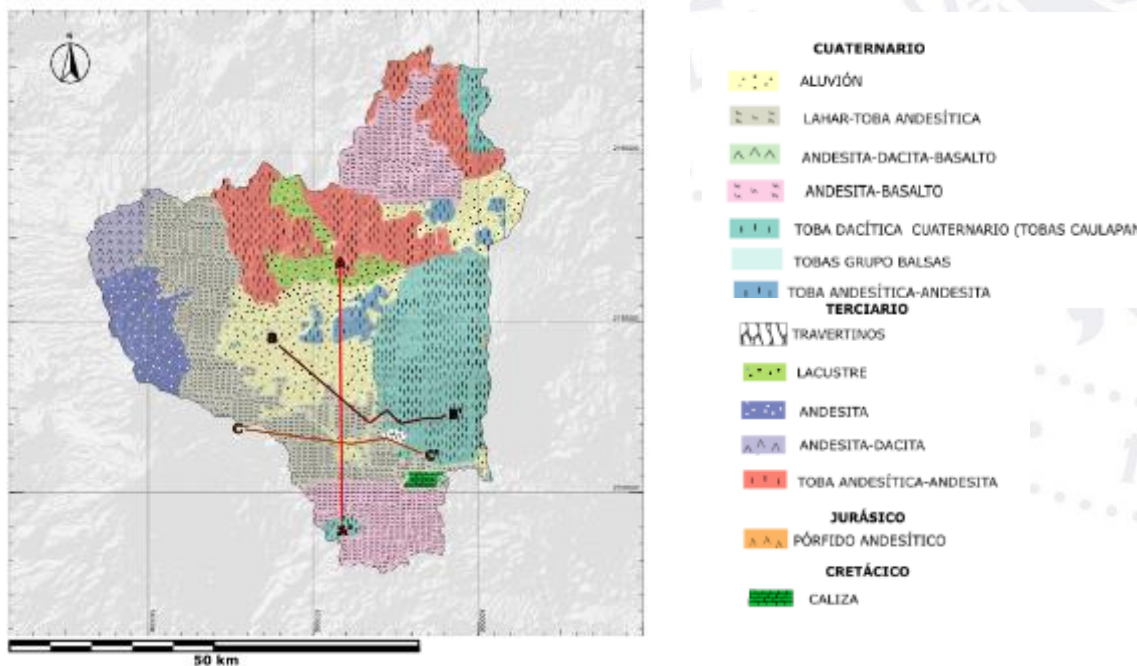 N
A
B
B'
C
C'
A'
50 km
CUATERNARIO
ALUVIÓN
LAHAR-TOBA ANDESÍTICA
ANDESITA-DACITA-BASALTO
ANDESITA-BASALTO
TOBA DACÍTICA CUATERNARIO (TOBAS CAULAPAN
TOBAS GRUPO BALSAS
TOBA ANDESÍTICA-ANDESITA
TERCIARIO
TRAVERTINOS
LACUSTRE
ANDESITA
ANDESITA-DACITA
TOBA ANDESÍTICA-ANDESITA
JURÁSICO
PÓRFIDO ANDESÍTICO
CRETÁCICO
CALIZA